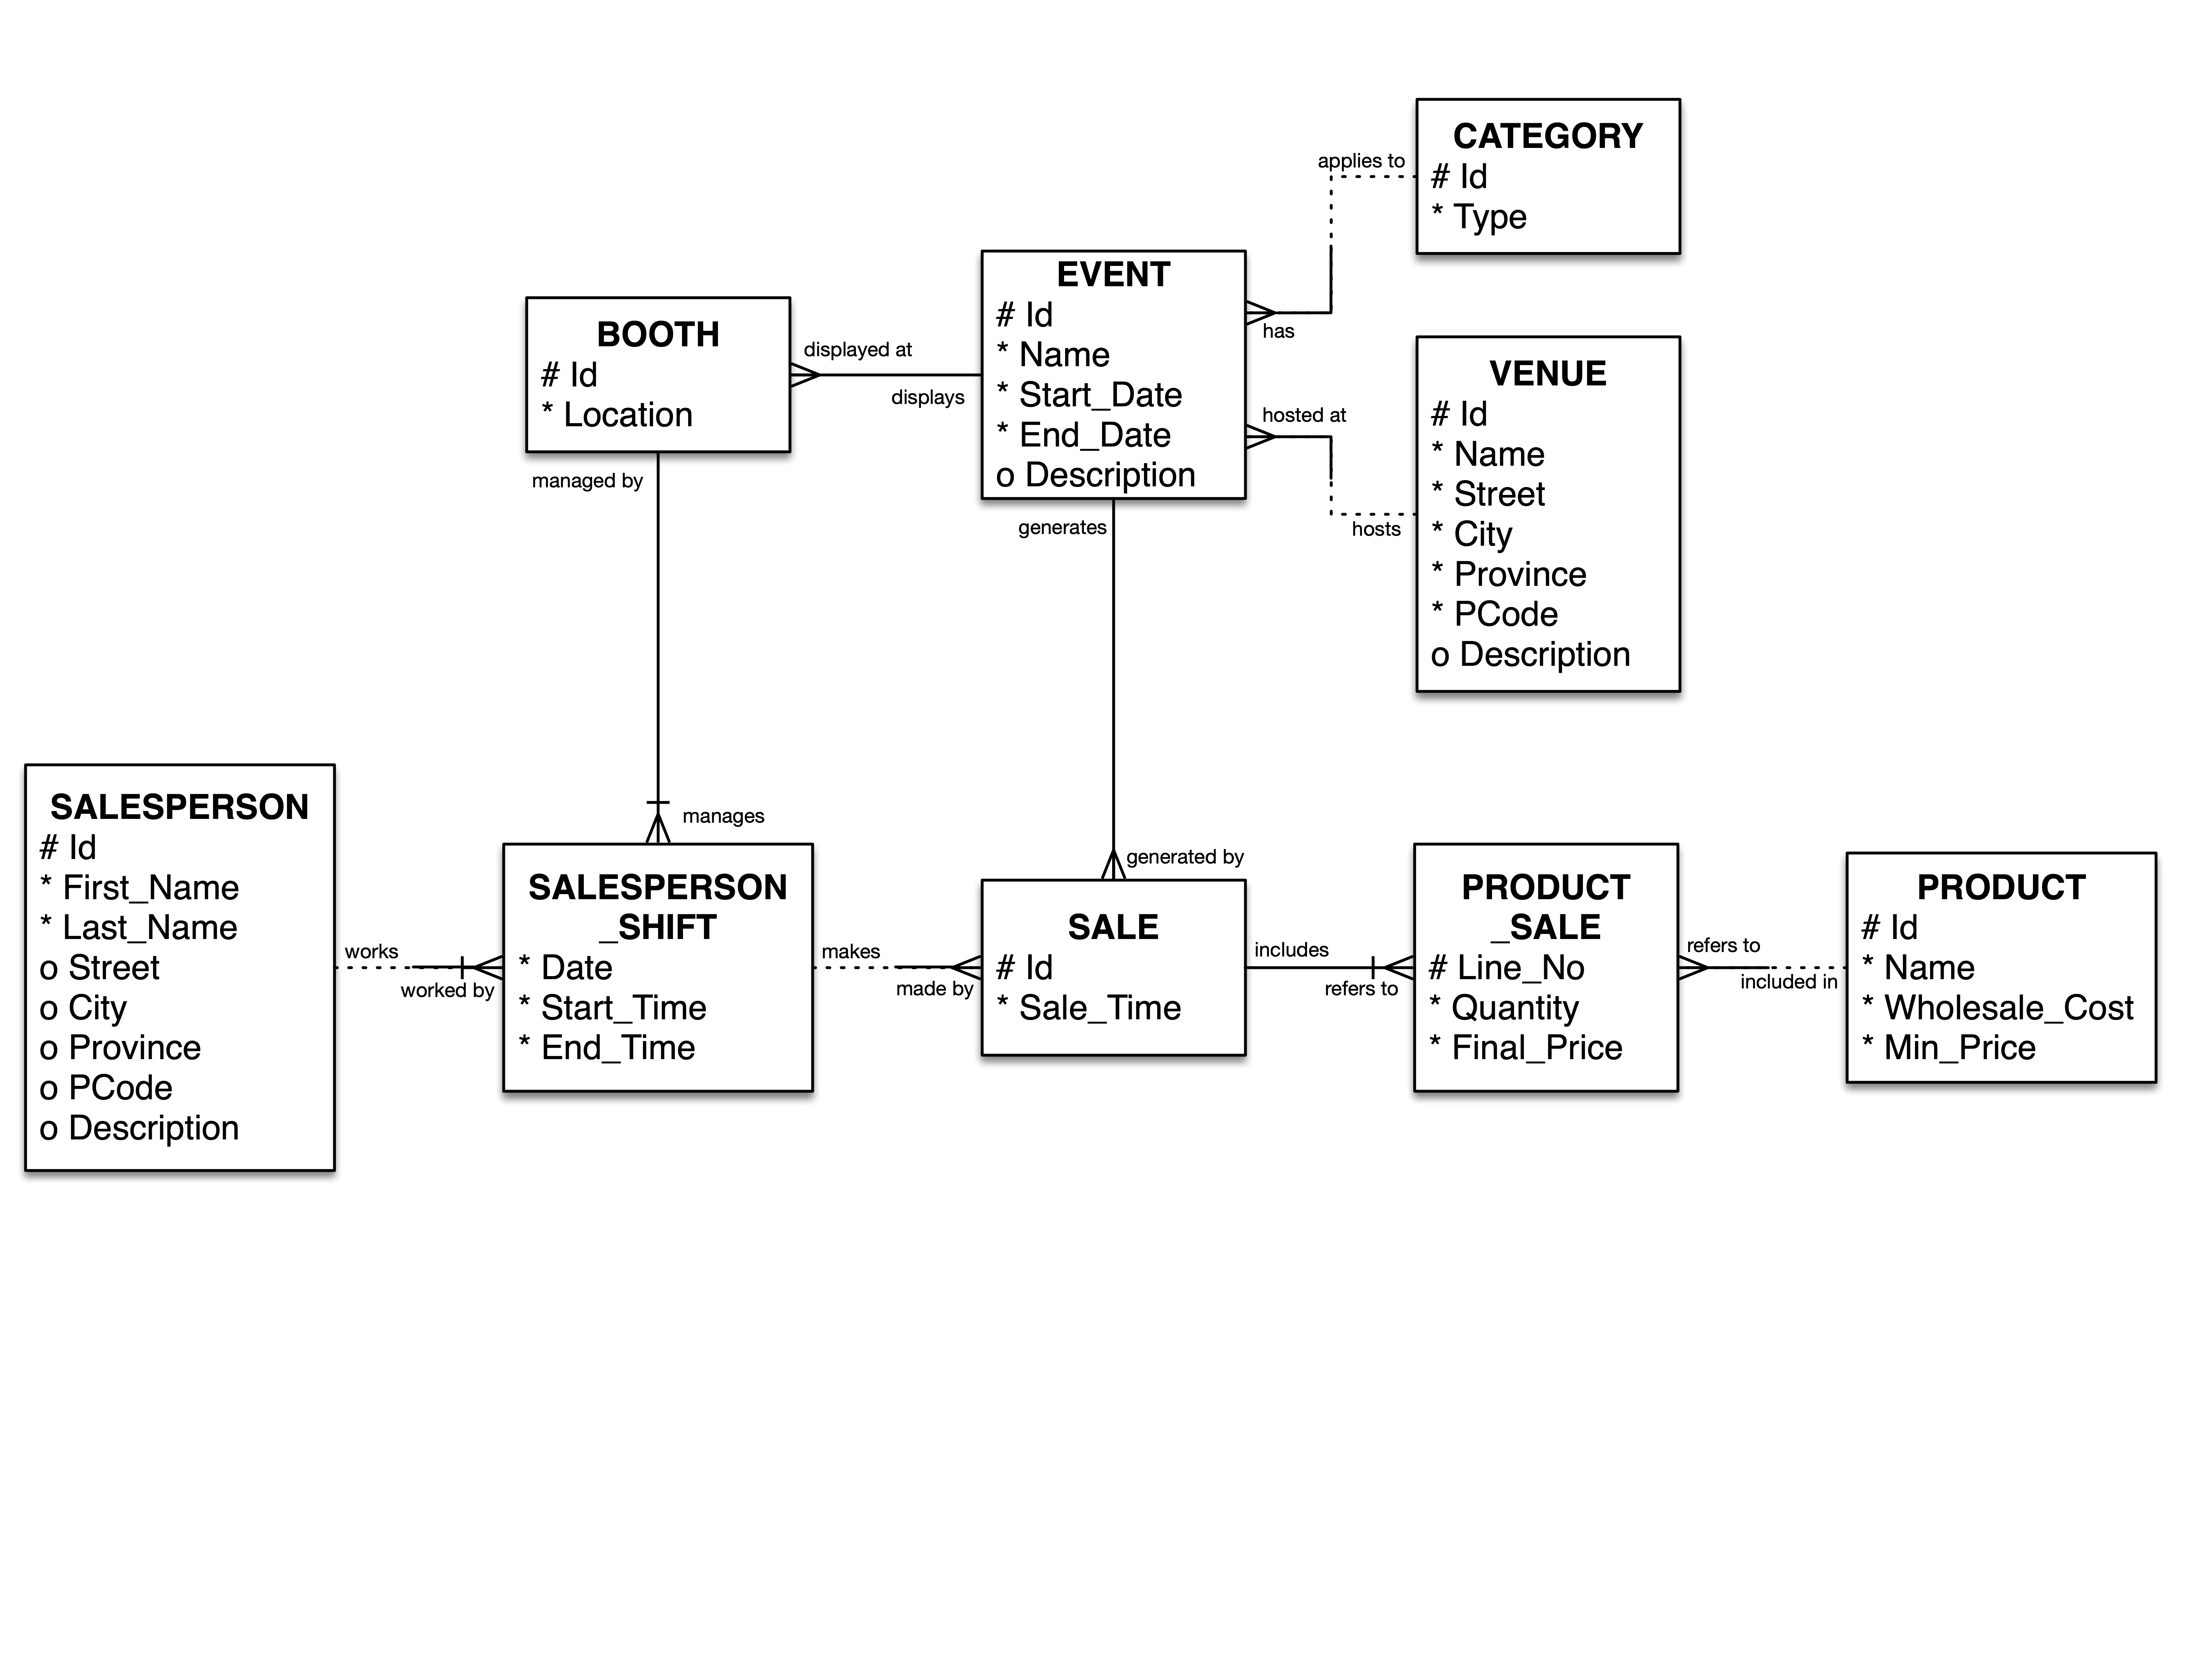 CATEGORY
# Id
* Type
applies to
EVENT
# Id
* Name
* Start_Date
* End_Date
o Description
has
BOOTH
# Id
* Location
displayed at
displays
VENUE
# Id
* Name
* Street
* City
* Province
* PCode
o Description
hosted at
hosts
managed by
generates
SALESPERSON
# Id
* First_Name
* Last_Name
o Street
o City
o Province
o PCode
o Description
manages
works
worked by
SALESPERSON
_SHIFT
* Date
* Start_Time
* End_Time
makes
made by
generated by
SALE
# Id
* Sale_Time
includes
refers to
PRODUCT
_SALE
# Line_No
* Quantity
* Final_Price
refers to
included in
PRODUCT
# Id
* Name
* Wholesale_Cost
* Min_Price